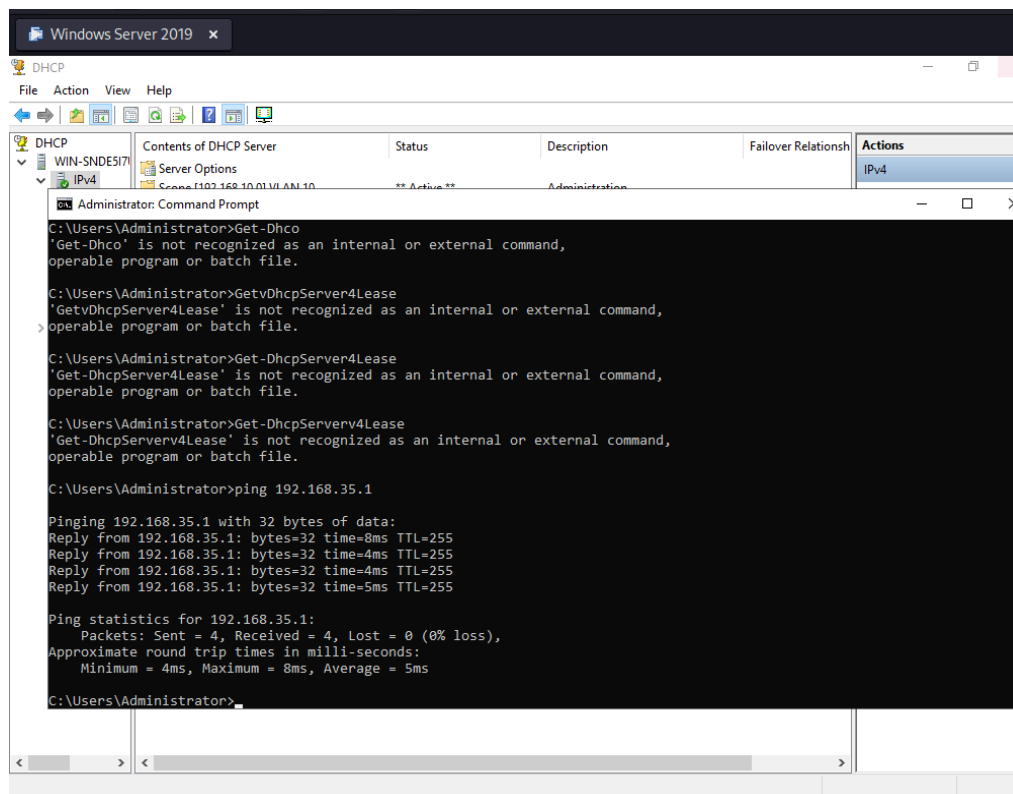 Windows Server 2019 ×
DHCP
File Action View Help
DHCP
WIN-SNDE5I7
IPv4
Contents of DHCP Server Status Description Failover Relationsh
Server Options
Scope [192.168.10.0] VLAN 10 ** Active ** Administration
Actions
IPv4
Administrator: Command Prompt
C:\Users\Administrator>Get-Dhco
'Get-Dhco' is not recognized as an internal or external command,
operable program or batch file.
C:\Users\Administrator>GetvDhcpServer4Lease
'GetvDhcpServer4Lease' is not recognized as an internal or external command,
operable program or batch file.
C:\Users\Administrator>Get-DhcpServer4Lease
'Get-DhcpServer4Lease' is not recognized as an internal or external command,
operable program or batch file.
C:\Users\Administrator>Get-DhcpServerv4Lease
'Get-DhcpServerv4Lease' is not recognized as an internal or external command,
operable program or batch file.
C:\Users\Administrator>ping 192.168.35.1
Pinging 192.168.35.1 with 32 bytes of data:
Reply from 192.168.35.1: bytes=32 time=8ms TTL=255
Reply from 192.168.35.1: bytes=32 time=4ms TTL=255
Reply from 192.168.35.1: bytes=32 time=4ms TTL=255
Reply from 192.168.35.1: bytes=32 time=5ms TTL=255
Ping statistics for 192.168.35.1:
Packets: Sent = 4, Received = 4, Lost = 0 (0% loss),
Approximate round trip times in milli-seconds:
Minimum = 4ms, Maximum = 8ms, Average = 5ms
C:\Users\Administrator>